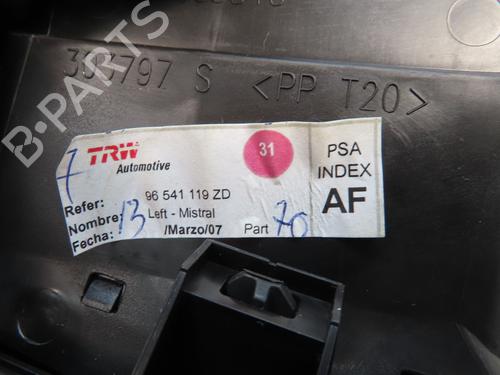 S <PP T20>
7
TRW
Automotive
31
PSA
INDEX
AF
Refer: 96 541 119 ZD
Nombre: Left - Mistral
Fecha: 13 /Marzo/07 Part 70
B-PARTS